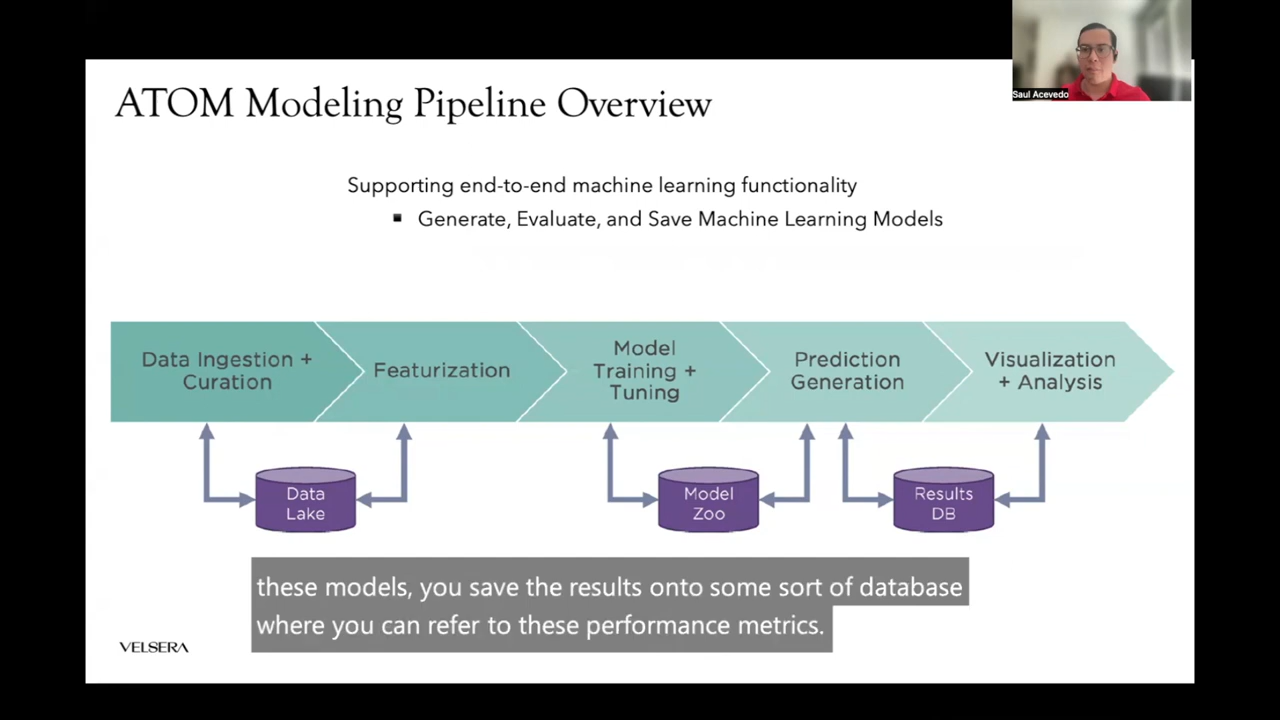 Saul Acevedo
ATOM Modeling Pipeline Overview
Supporting end-to-end machine learning functionality
▪ Generate, Evaluate, and Save Machine Learning Models
Data Ingestion +
Curation
Featurization
Model
Training +
Tuning
Prediction
Generation
Visualization
+ Analysis
Data
Lake
Model
Zoo
Results
DB
these models, you save the results onto some sort of database
where you can refer to these performance metrics.
VELSERA